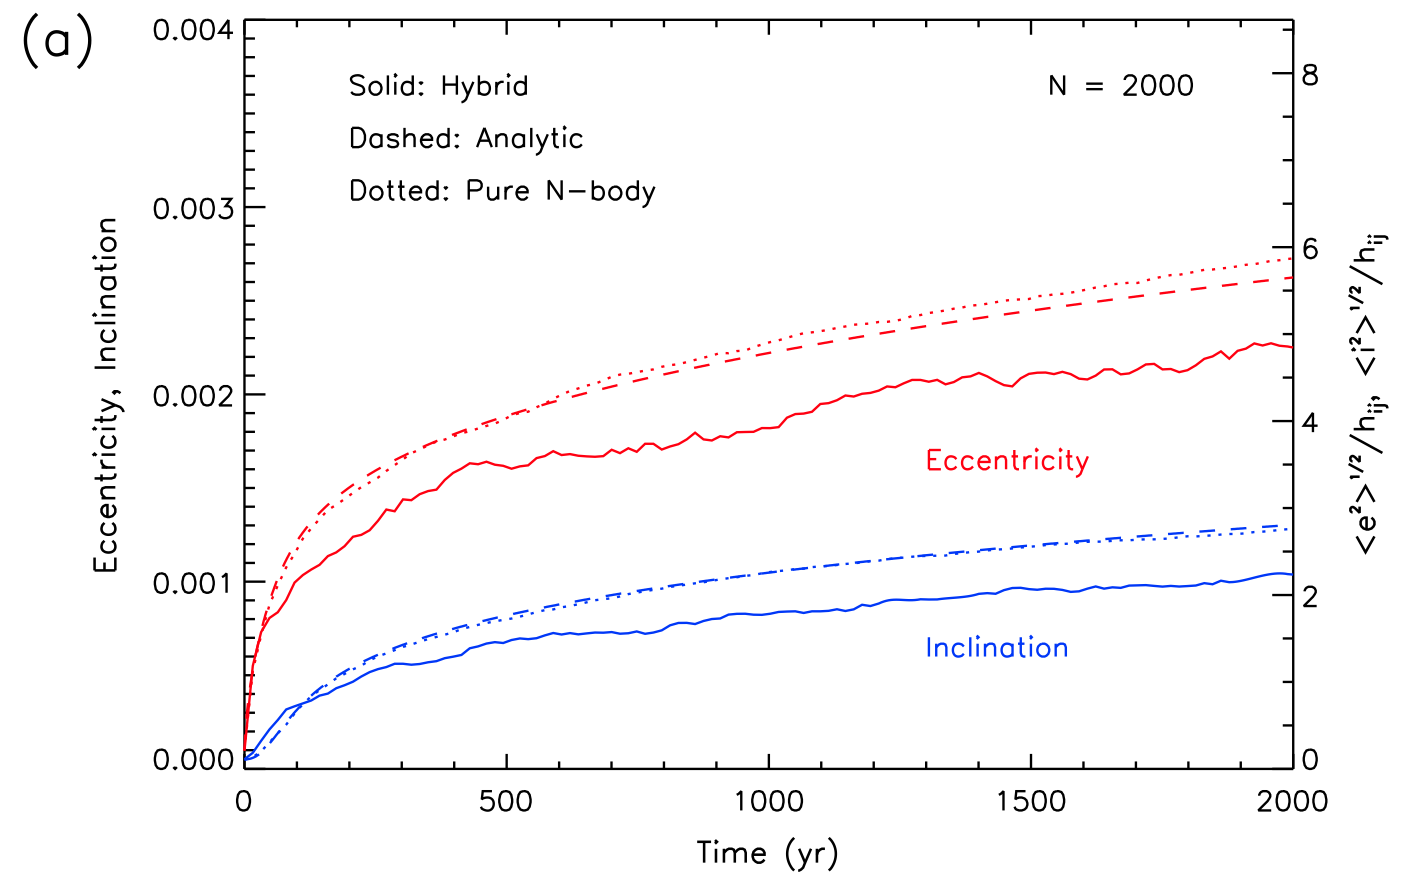 (a)
Solid: Hybrid
N = 2000
Dashed: Analytic
Dotted: Pure N-body
0.004
0.003
0.002
0.001
0.000
Eccentricity, Inclination
8
6
4
2
0
<e²>¹/²/hᵢⱼ, <i²>¹/²/hᵢⱼ
Eccentricity
Inclination
0 500 1000 1500 2000
Time (yr)